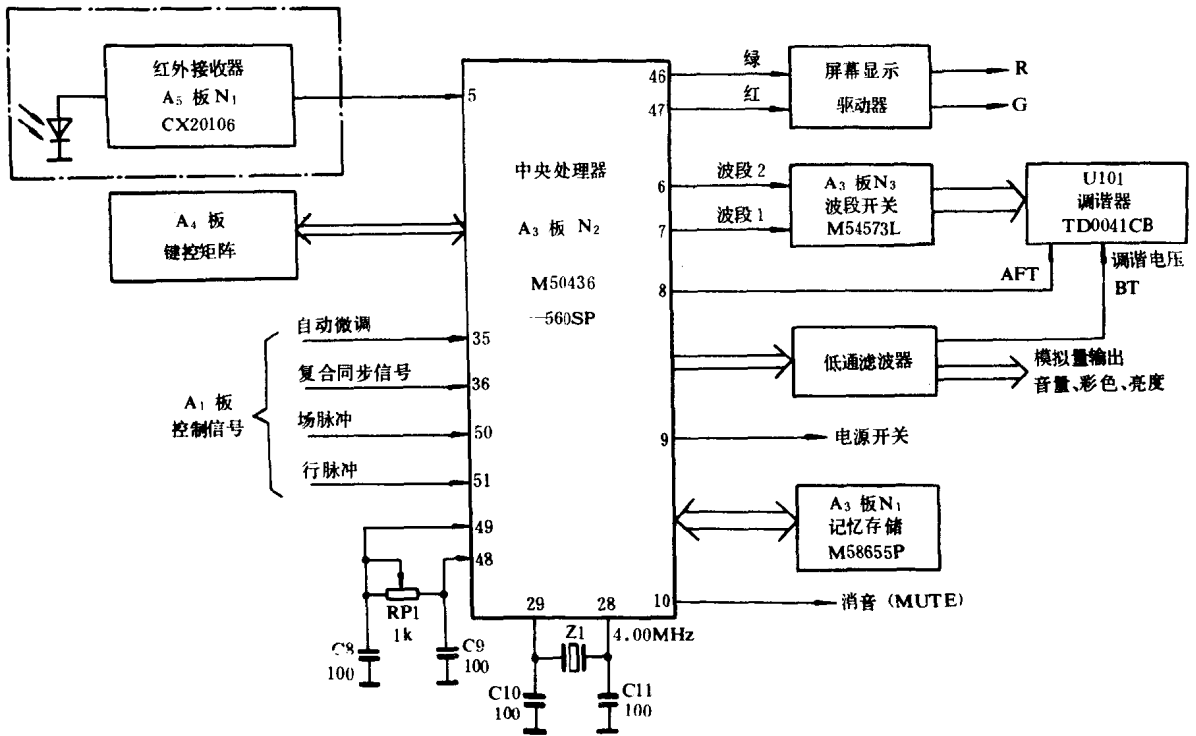 红外接收器
A₅ 板 N₁
CX20106
5
46
绿
47
红
屏幕显示
驱动器
R
G
中央处理器
A₃ 板 N₂
M50436
—560SP
A₄ 板
键控矩阵
6
波段 2
7
波段 1
A₃ 板 N₃
波段开关
M54573L
U101
调谐器
TD0041CB
8
AFT
调谐电压
BT
低通滤波器
模拟量输出
音量、彩色、亮度
自动微调
35
复合同步信号
36
A₁ 板
控制信号
场脉冲
50
行脉冲
51
9
电源开关
A₃ 板 N₁
记忆存储
M58655P
49
48
RP1
1k
C8
100
C9
100
10
消音 (MUTE)
29
28
Z1
4.00MHz
C10
100
C11
100